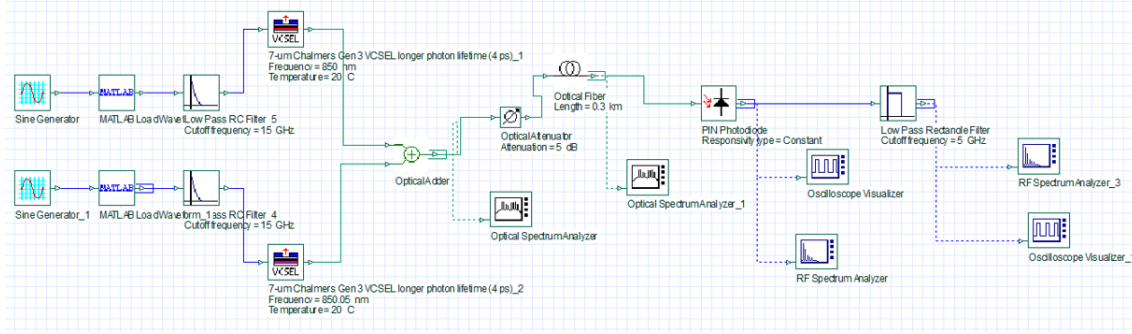 VCSEL
7-um Chalmers Gen 3 VCSEL longer photon lifetime (4 ps)_1
Frequency = 850 nm
Temperature = 20 C
MATLAB
Sine Generator
MATLAB LoadWavef
Low Pass RC Filter_5
Cutoff frequency = 15 GHz
Optical Fiber
Length = 0.3 km
Optical Attenuator
Attenuation = 5 dB
PIN Photodiode
Responsivity type = Constant
Low Pass Rectangle Filter
Cutoff frequency = 5 GHz
Optical Adder
Optical Spectrum Analyzer_1
Oscilloscope Visualizer
RF Spectrum Analyzer_3
MATLAB
Sine Generator_1
MATLAB LoadWaveform_1
ass RC Filter_4
Cutoff frequency = 15 GHz
Optical Spectrum Analyzer
RF Spectrum Analyzer
Oscilloscope Visualizer_
VCSEL
7-um Chalmers Gen 3 VCSEL longer photon lifetime (4 ps)_2
Frequency = 850.05 nm
Temperature = 20 C